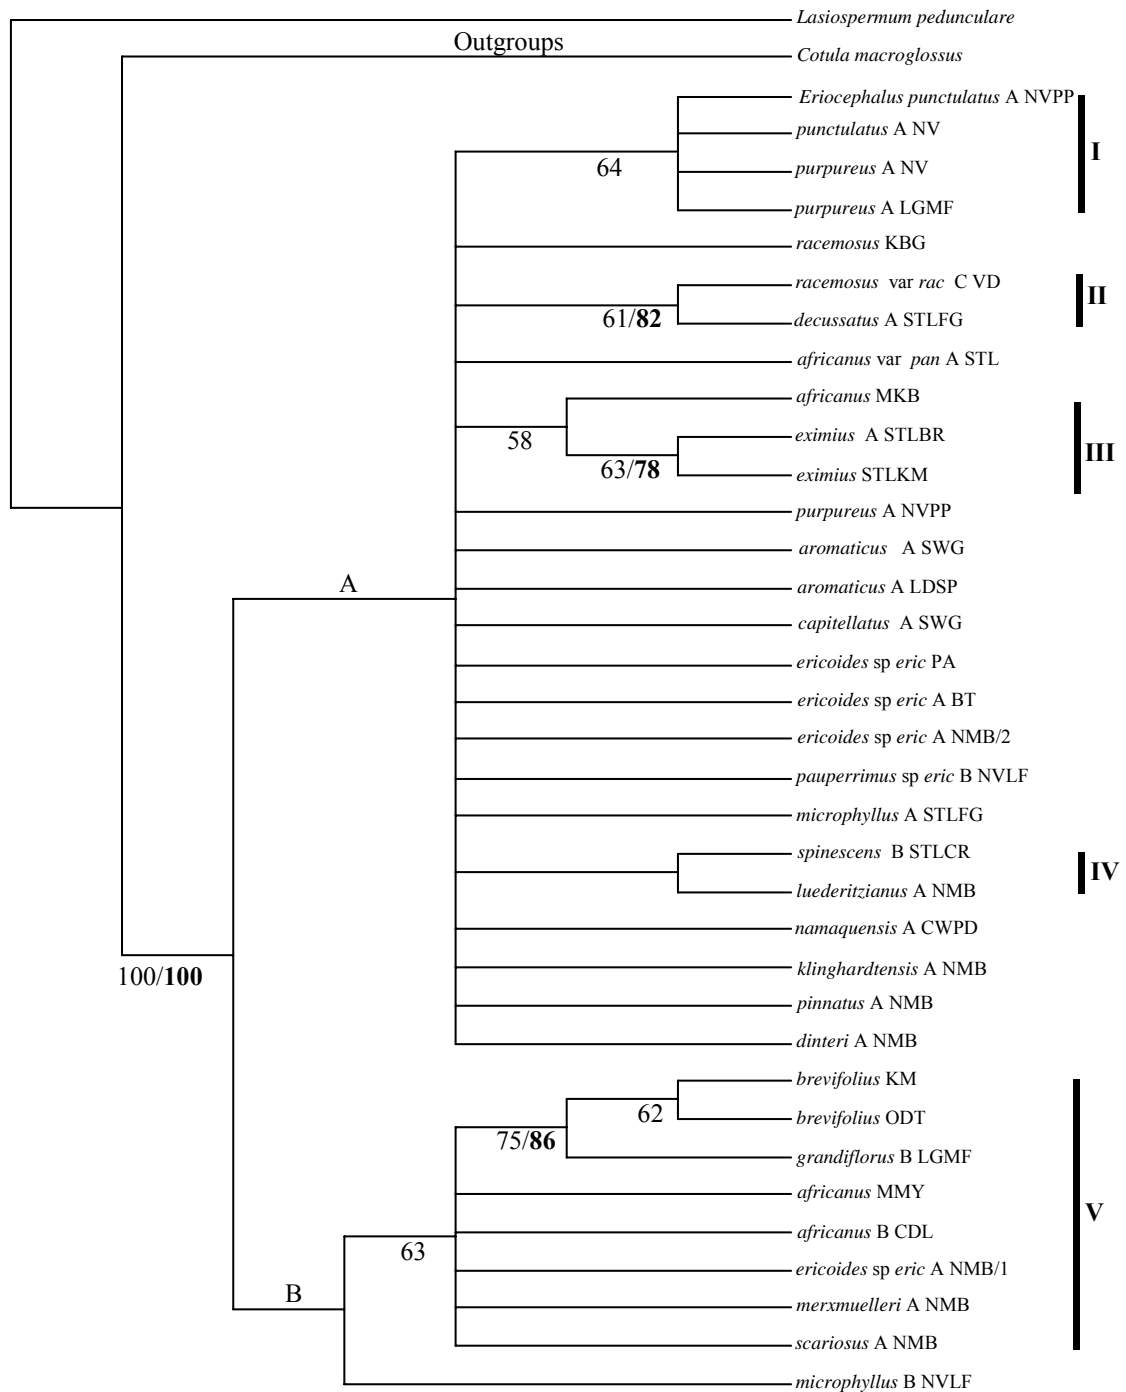 Lasiospermum pedunculare
Outgroups
Cotula macroglossus
Eriocephalus punctulatus A NVPP
punctulatus A NV
I
64
purpureus A NV
purpureus A LGMF
racemosus KBG
racemosus var rac C VD
II
61/82
decussatus A STLFG
africanus var pan A STL
africanus MKB
58
eximius A STLBR
III
63/78
eximius STLKM
purpureus A NVPP
aromaticus A SWG
A
aromaticus A LDSP
capitellatus A SWG
ericoides sp eric PA
ericoides sp eric A BT
ericoides sp eric A NMB/2
pauperrimus sp eric B NVLF
microphyllus A STLFG
spinescens B STLCR
IV
luederitzianus A NMB
namaquensis A CWPD
100/100
klinghardtensis A NMB
pinnatus A NMB
dinteri A NMB
brevifolius KM
62
brevifolius ODT
75/86
grandiflorus B LGMF
africanus MMY
V
africanus B CDL
63
ericoides sp eric A NMB/1
B
merxmuelleri A NMB
scariosus A NMB
microphyllus B NVLF